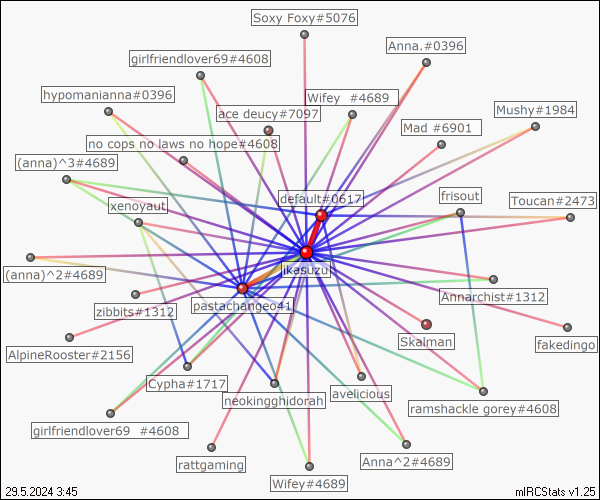 Soxy Foxy#5076
Anna.#0396
girlfriendlover69#4608
hypomanianna#0396
Wifey  #4689
ace deucy#7097
Mushy#1984
Mad #6901
no cops no laws no hope#4608
(anna)^3#4689
default#0617
frisout
xenoyaut
Toucan#2473
jkasuzu
(anna)^2#4689
Annarchist#1312
pastachangeo41
zibbits#1312
Skalman
fakedingo
AlpineRooster#2156
Cypha#1717
neokingghidorah
avelicious
ramshackle gorey#4608
girlfriendlover69  #4608
rattgaming
Anna^2#4689
Wifey#4689
29.5.2024 3:45
mIRCStats v1.25